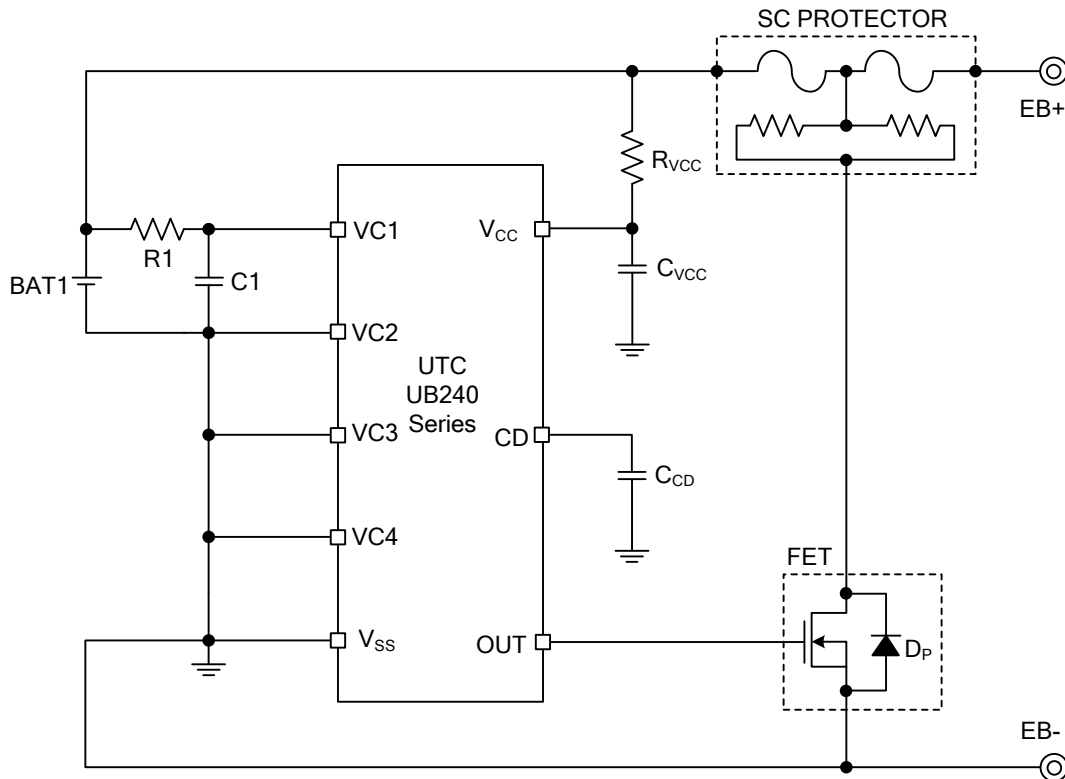 SC PROTECTOR
EB+
RVCC
VC1
VCC
R1
C1
CVCC
BAT1
VC2
UTC
UB240
Series
VC3
CD
CCD
VC4
FET
VSS
OUT
DP
EB-